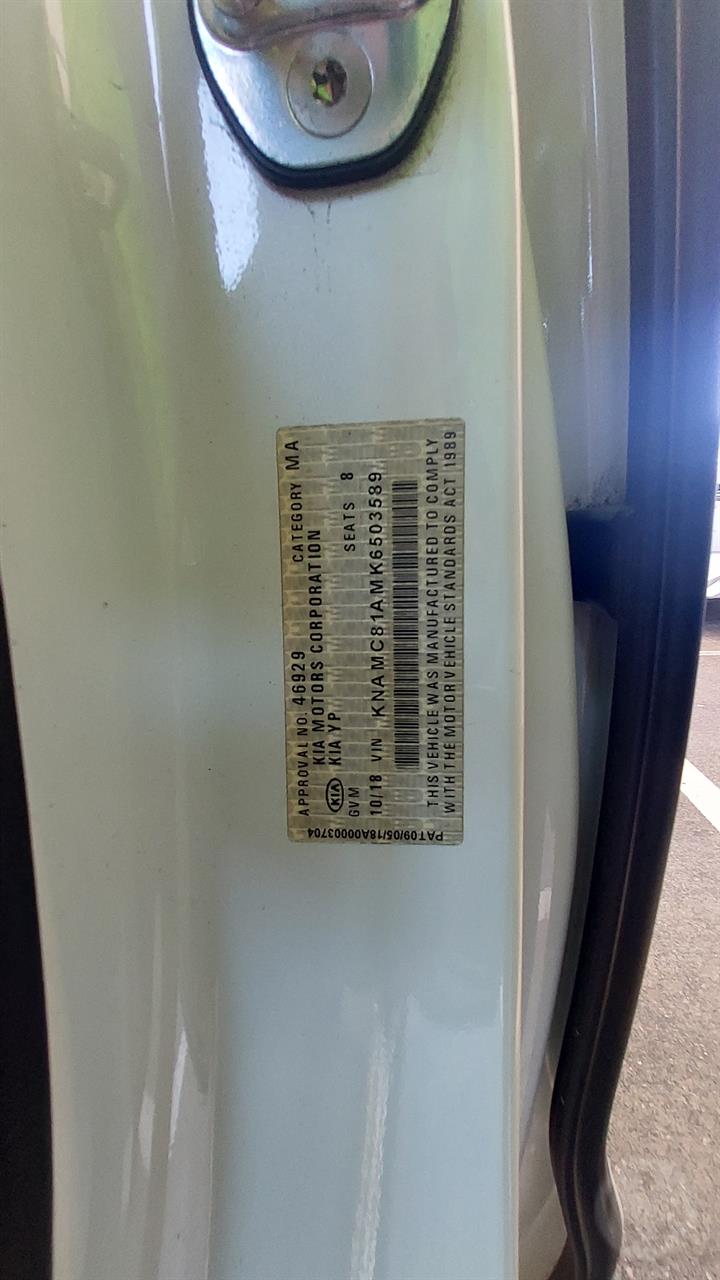 APPROVAL NO. 46929 CATEGORY MA
KIA MOTORS CORPORATION
KIA KIA YP SEATS 8
GVM
10/18 VIN KNAMC81AMK6503589
THIS VEHICLE WAS MANUFACTURED TO COMPLY
WITH THE MOTOR VEHICLE STANDARDS ACT 1989
PAT09/05/18A00003704